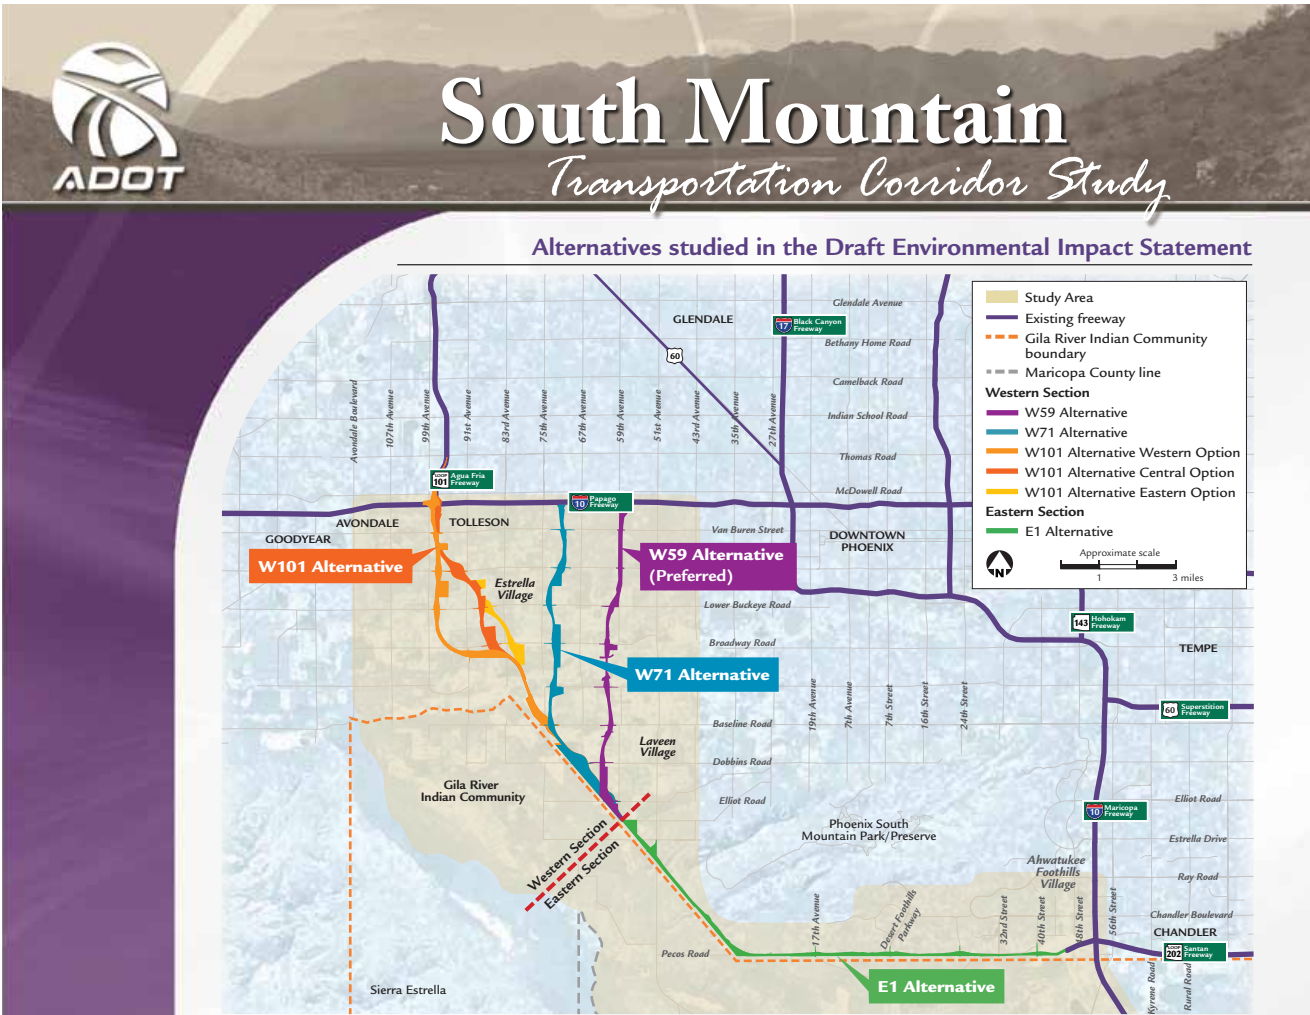 ADOT
South Mountain
Transportation Corridor Study
Alternatives studied in the Draft Environmental Impact Statement
Study Area
Existing freeway
Gila River Indian Community
boundary
Maricopa County line
Western Section
W59 Alternative
W71 Alternative
W101 Alternative Western Option
W101 Alternative Central Option
W101 Alternative Eastern Option
Eastern Section
E1 Alternative
Approximate scale
1
3 miles
N
GLENDALE
60
17
Black Canyon
Freeway
Glendale Avenue
Bethany Home Road
Camelback Road
Indian School Road
Thomas Road
McDowell Road
Avondale Boulevard
107th Avenue
99th Avenue
91st Avenue
83rd Avenue
75th Avenue
67th Avenue
59th Avenue
51st Avenue
43rd Avenue
35th Avenue
27th Avenue
LOOP
101
Agua Fria
Freeway
10
Papago
Freeway
AVONDALE
TOLLESON
GOODYEAR
Van Buren Street
DOWNTOWN
PHOENIX
W101 Alternative
W59 Alternative
(Preferred)
Estrella
Village
Lower Buckeye Road
Broadway Road
143
Hohokam
Freeway
TEMPE
W71 Alternative
19th Avenue
7th Avenue
7th Street
16th Street
24th Street
60
Superstition
Freeway
Baseline Road
Laveen
Village
Dobbins Road
Gila River
Indian Community
Elliot Road
10
Maricopa
Freeway
Elliot Road
Phoenix South
Mountain Park/Preserve
Estrella Drive
Western Section
Eastern Section
Ahwatukee
Foothills
Village
Ray Road
17th Avenue
Desert Foothills
Parkway
32nd Street
40th Street
48th Street
56th Street
Chandler Boulevard
CHANDLER
Pecos Road
LOOP
202
Santan
Freeway
E1 Alternative
Sierra Estrella
Kyrene Road
Rural Road